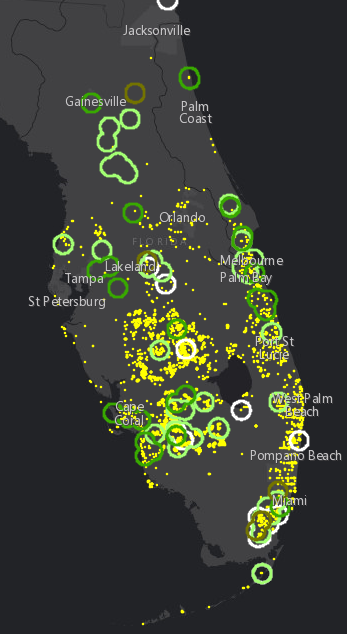 Jacksonville
Gainesville
Palm
Coast
Orlando
FLORIDA
Melbourne
Lakeland
Tampa
Palm Bay
St Petersburg
Port St
Lucie
Cape
Coral
West Palm
Beach
Pompano Beach
Miami